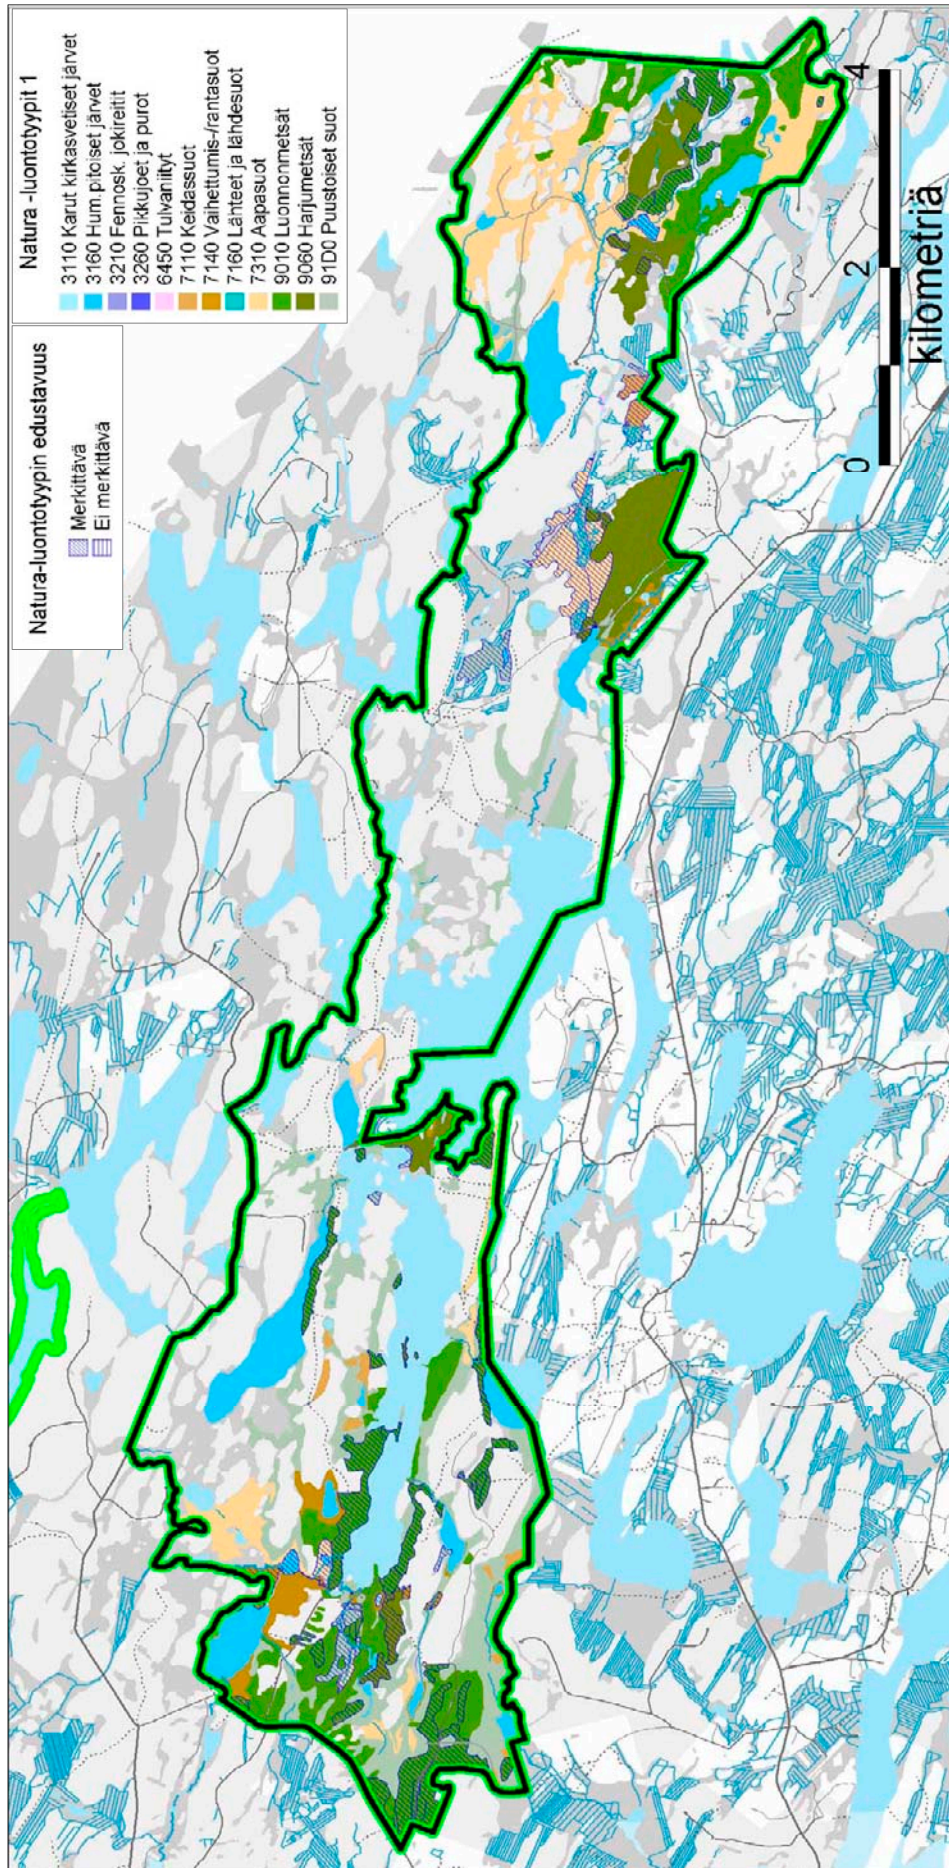 Natura -luontotyypit 1
3110 Karut kirkasvetiset järvet
3160 Hum.pitoiset järvet
3210 Fennosk. jokireitit
3260 Pikkujoet ja purot
6450 Tulvaniityt
7110 Keidassuot
7140 Vaihettumis-/rantasuot
7160 Lähteet ja lähdesuot
7310 Aapasuot
9010 Luonnonmetsät
9060 Harjumetsät
91D0 Puustoiset suot
Natura-luontotyypin edustavuus
Merkittävä
Ei merkittävä
0 2 4
kilometriä